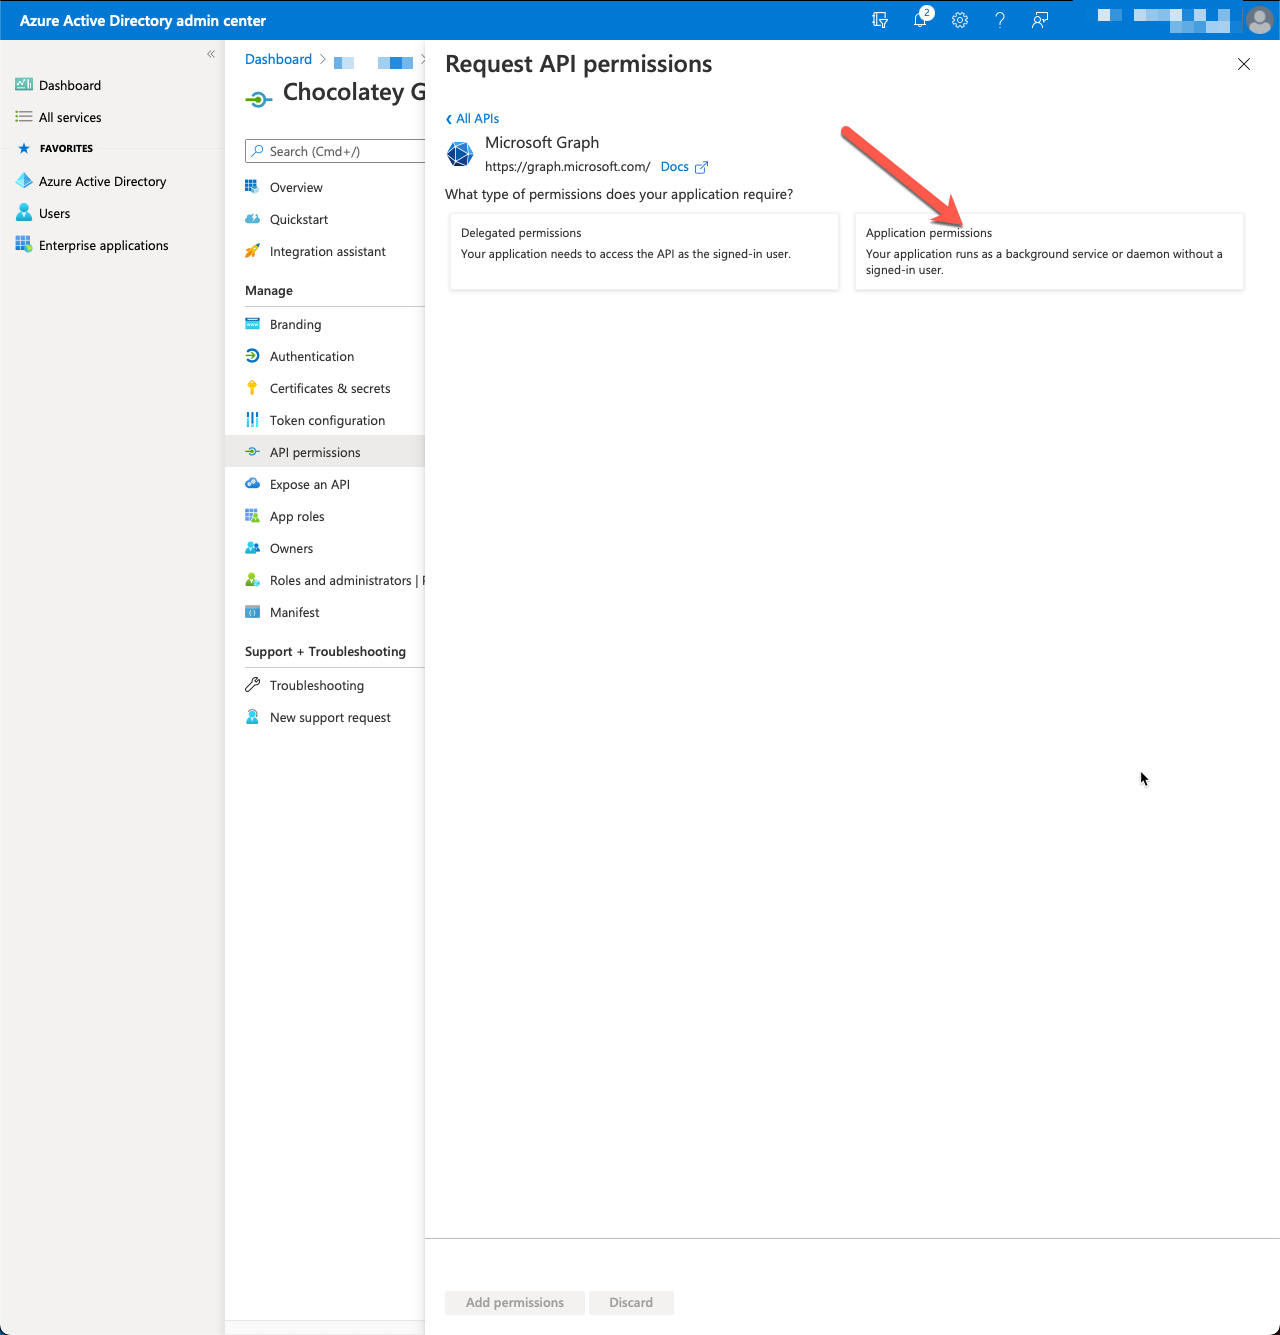 Azure Active Directory admin center
2
«
Dashboard
All services
FAVORITES
Azure Active Directory
Users
Enterprise applications
Dashboard
Chocolatey G
Search (Cmd+/)
Overview
Quickstart
Integration assistant
Manage
Branding
Authentication
Certificates & secrets
Token configuration
API permissions
Expose an API
App roles
Owners
Roles and administrators |
Manifest
Support + Troubleshooting
Troubleshooting
New support request
Request API permissions
All APIs
Microsoft Graph
https://graph.microsoft.com/ Docs
What type of permissions does your application require?
Delegated permissions
Your application needs to access the API as the signed-in user.
Application permissions
Your application runs as a background service or daemon without a
signed-in user.
Add permissions
Discard